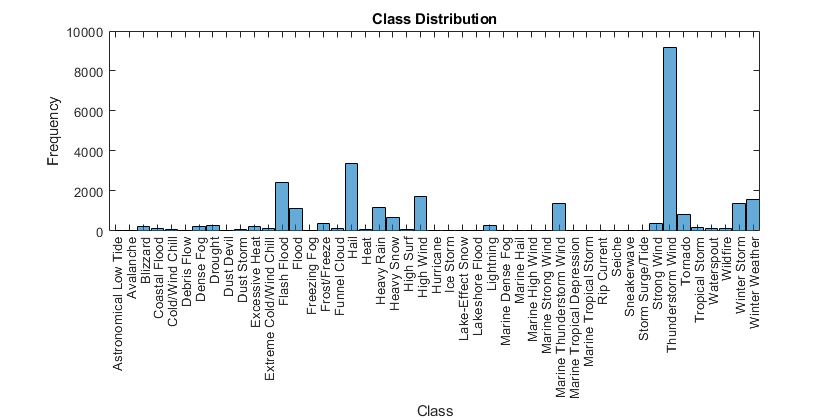 Class Distribution
Frequency
10000
8000
6000
4000
2000
0
Astronomical Low Tide
Avalanche
Blizzard
Coastal Flood
Cold/Wind Chill
Debris Flow
Dense Fog
Drought
Dust Devil
Dust Storm
Excessive Heat
Extreme Cold/Wind Chill
Flash Flood
Flood
Freezing Fog
Frost/Freeze
Funnel Cloud
Hail
Heat
Heavy Rain
Heavy Snow
High Surf
High Wind
Hurricane
Ice Storm
Lake-Effect Snow
Lakeshore Flood
Lightning
Marine Dense Fog
Marine Hail
Marine High Wind
Marine Strong Wind
Marine Thunderstorm Wind
Marine Tropical Depression
Marine Tropical Storm
Rip Current
Seiche
Sneakerwave
Storm Surge/Tide
Strong Wind
Thunderstorm Wind
Tornado
Tropical Storm
Waterspout
Wildfire
Winter Storm
Winter Weather
Class